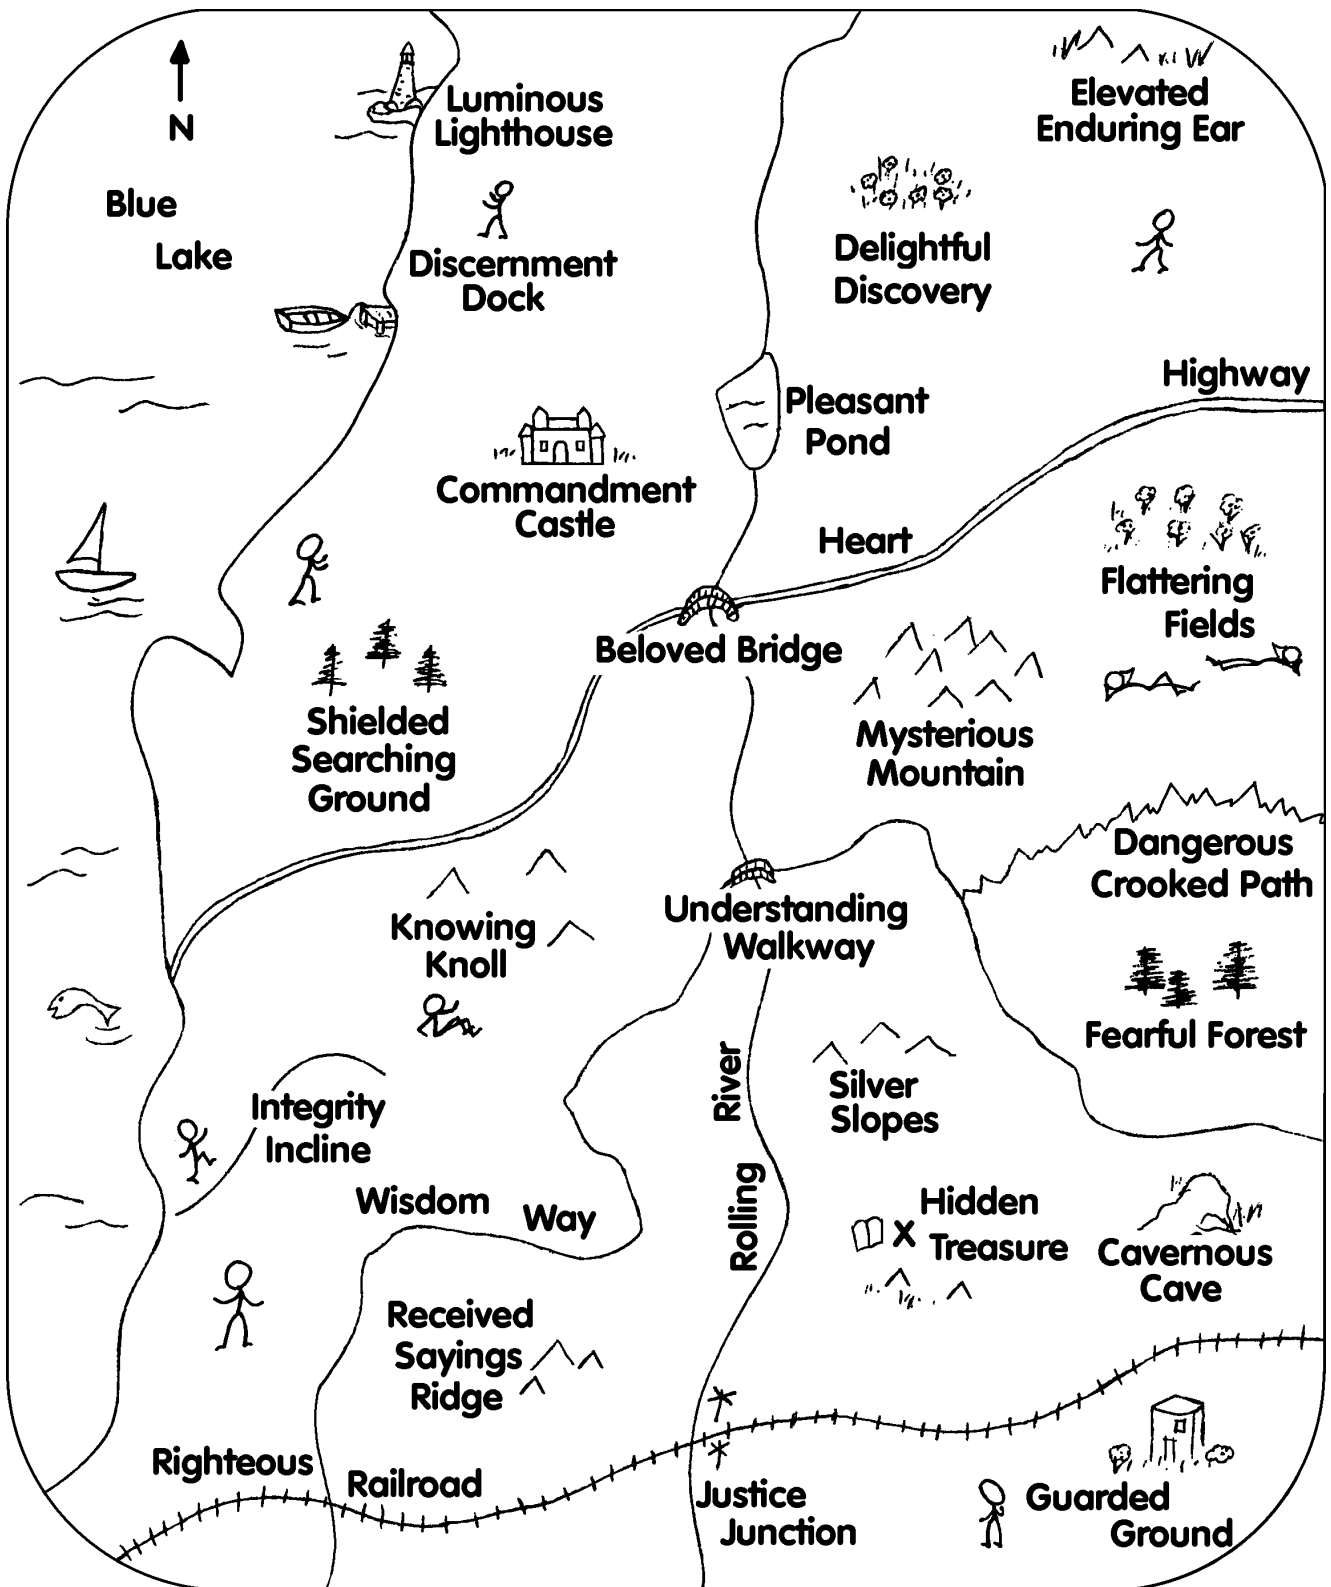 N
Blue
Lake
Luminous
Lighthouse
Discernment
Dock
Elevated
Enduring Ear
Delightful
Discovery
Highway
Pleasant
Pond
Commandment
Castle
Heart
Flattering
Fields
Beloved Bridge
Shielded
Searching
Ground
Mysterious
Mountain
Dangerous
Crooked Path
Knowing
Knoll
Understanding
Walkway
Fearful Forest
River
Silver
Slopes
Integrity
Incline
Wisdom Way
Rolling
Hidden
Treasure
X
Cavernous
Cave
Received
Sayings
Ridge
Righteous
Railroad
Justice
Junction
Guarded
Ground